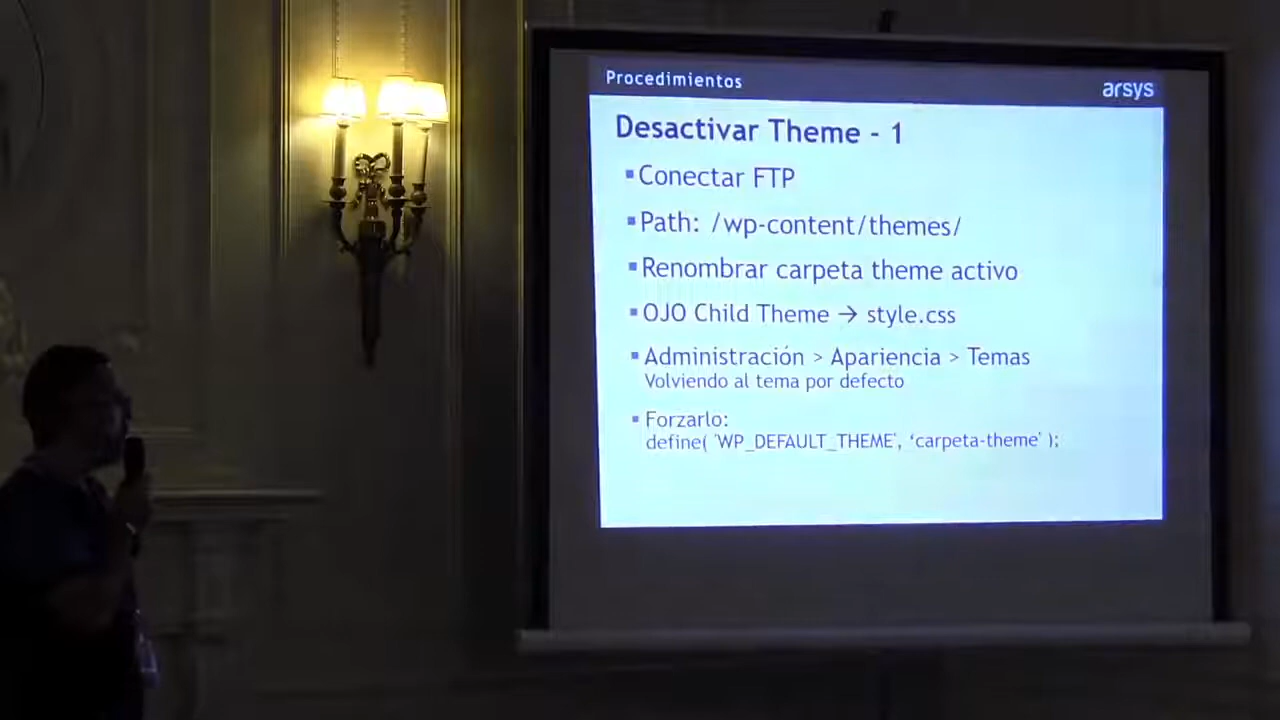 Procedimientos
arsys
Desactivar Theme - 1
▪Conectar FTP
▪Path: /wp-content/themes/
▪Renombrar carpeta theme activo
▪OJO Child Theme → style.css
▪Administración > Apariencia > Temas
Volviendo al tema por defecto
▪Forzarlo:
define( 'WP_DEFAULT_THEME', ‘carpeta-theme’ );